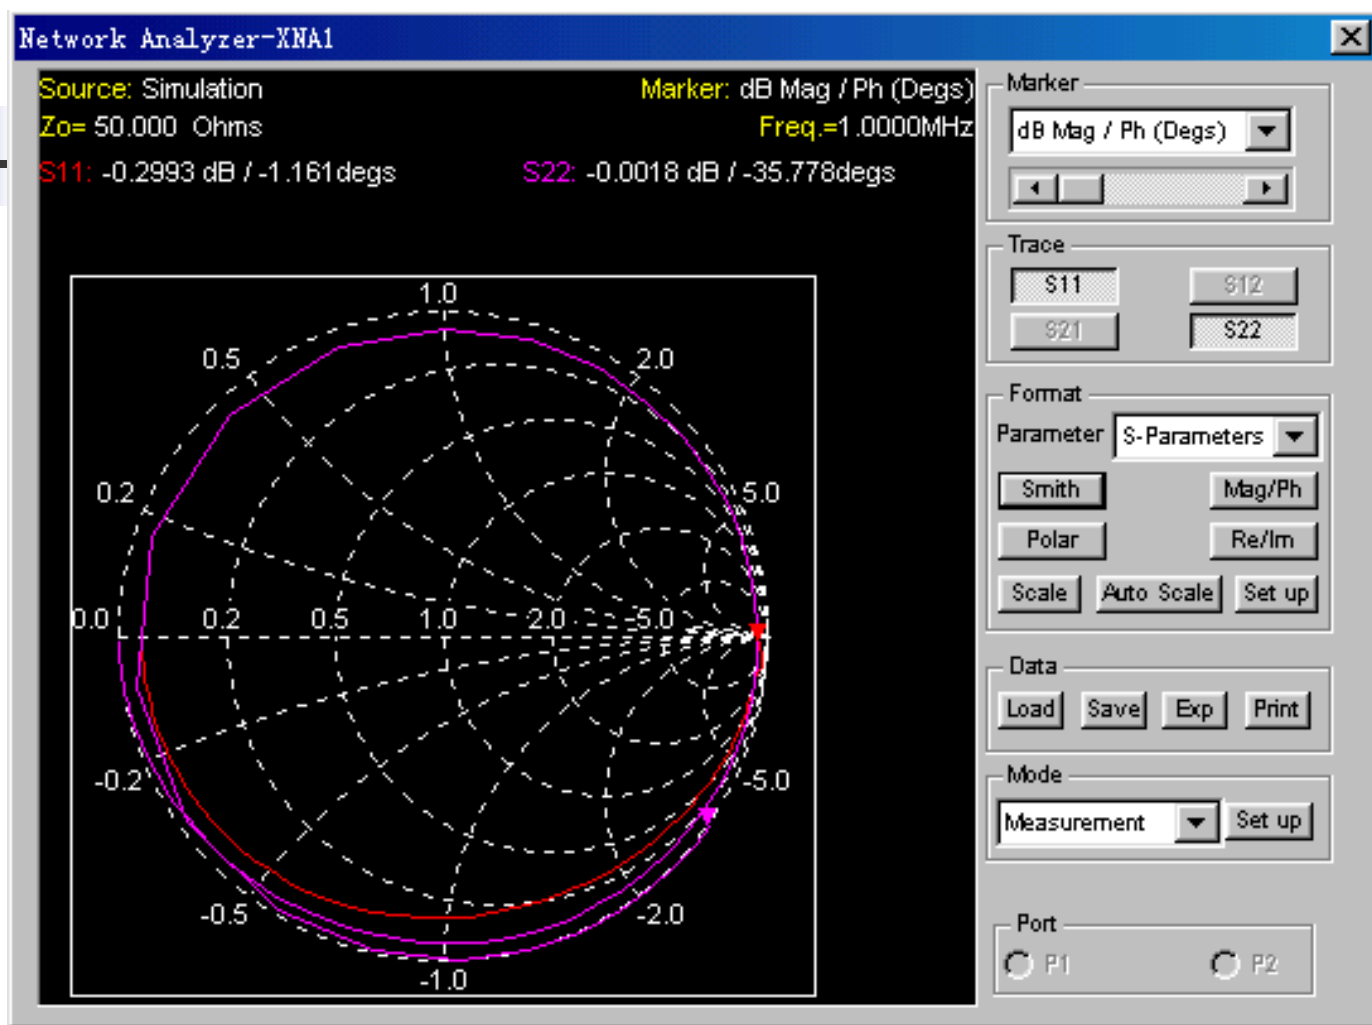 Network Analyzer-XNA1
Source: Simulation
Marker: dB Mag / Ph (Degs)
Zo= 50.000 Ohms
Freq.=1.0000MHz
S11: -0.2993 dB / -1.161degs
S22: -0.0018 dB / -35.778degs
1.0
0.5
2.0
0.2
5.0
0.0
0.2
0.5
1.0
2.0
5.0
-0.2
-5.0
-0.5
-2.0
-1.0
Marker
dB Mag / Ph (Degs)
Trace
S11
S12
S21
S22
Format
Parameter
S-Parameters
Smith
Mag/Ph
Polar
Re/Im
Scale
Auto Scale
Set up
Data
Load
Save
Exp
Print
Mode
Measurement
Set up
Port
P1
P2